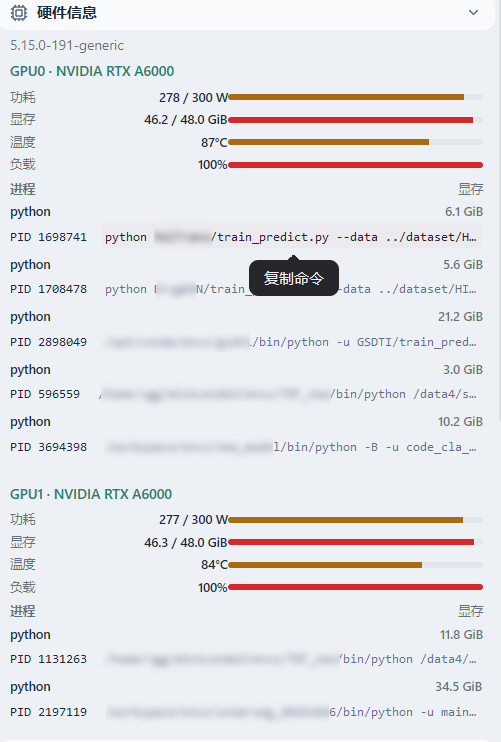 硬件信息
5.15.0-191-generic
GPU0 · NVIDIA RTX A6000
功耗 278 / 300 W
显存 46.2 / 48.0 GiB
温度 87°C
负载 100%
进程 显存
python 6.1 GiB
PID 1698741 python /train_predict.py --data ../dataset/H…
复制命令
python 5.6 GiB
PID 1708478 python N/train_ -data ../dataset/HI…
python 21.2 GiB
PID 2898049 /bin/python -u GSDTI/train_pred…
python 3.0 GiB
PID 596559 /bin/python /data4/s…
python 10.2 GiB
PID 3694398 l/bin/python -B -u code_cla_…
GPU1 · NVIDIA RTX A6000
功耗 277 / 300 W
显存 46.3 / 48.0 GiB
温度 84°C
负载 100%
进程 显存
python 11.8 GiB
PID 1131263 /bin/python /data4/…
python 34.5 GiB
PID 2197119 6/bin/python -u main…